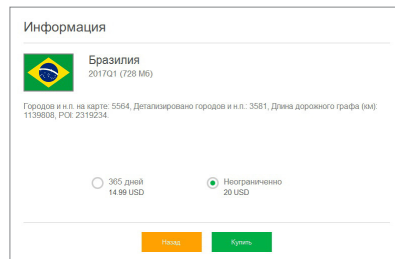 Информация
Бразилия
2017Q1 (728 Мб)
Городов и н.п. на карте: 5564, Детализировано городов и н.п.: 3581, Длина дорожного графа (км):
1139808, POI: 2319234.
365 дней
Неограниченно
14.99 USD
20 USD
Назад
Купить